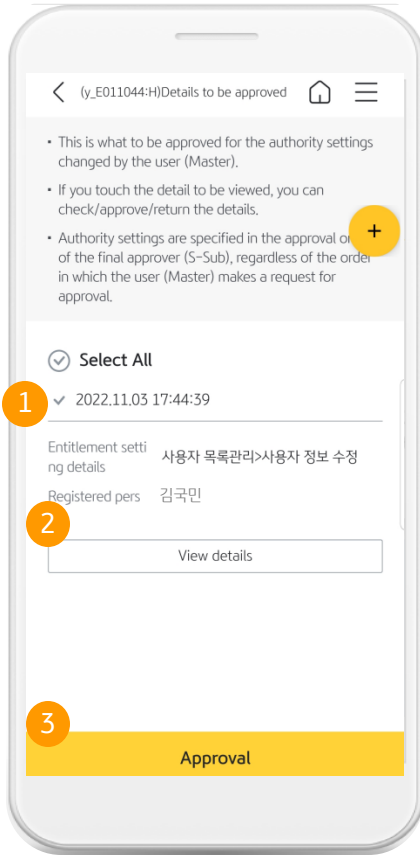 (y_E011044:H)Details to be approved
• This is what to be approved for the authority settings
changed by the user (Master).
• If you touch the detail to be viewed, you can
check/approve/return the details.
• Authority settings are specified in the approval
+
of the final approver (S-Sub), regardless of the order
in which the user (Master) makes a request for
approval.
Select All
1
2022.11.03 17:44:39
Entitlement setti
ng details
사용자 목록관리>사용자 정보 수정
Registered pers
김국민
2
View details
3
Approval